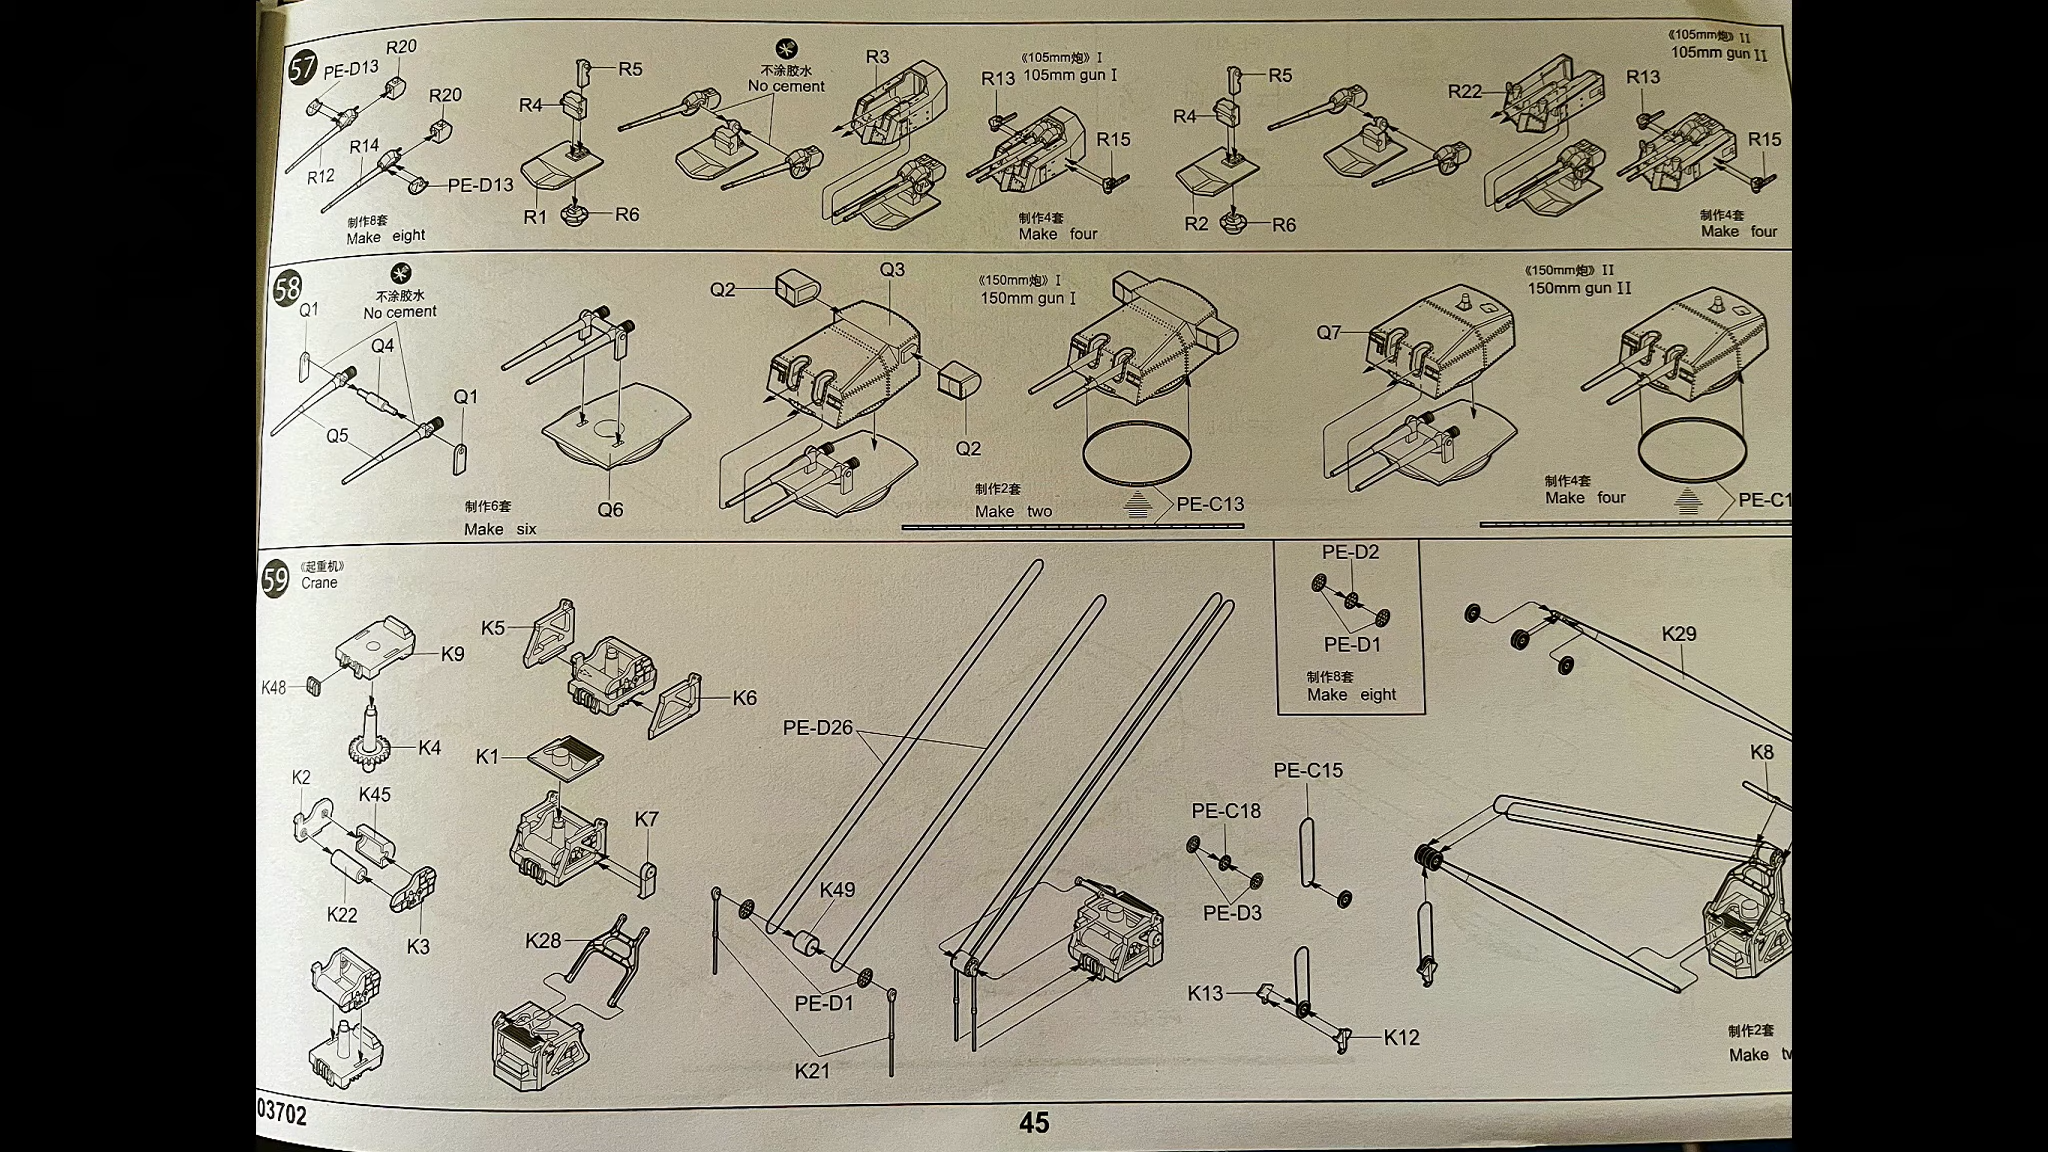 57
PE-D13
R20
R20
R14
R12
PE-D13
制作8套
Make eight
R5
R4
R1
R6
不涂胶水
No cement
R3
《105mm炮》 I
105mm gun I
R13
R15
制作4套
Make four
R5
R4
R2
R6
R22
《105mm炮》 II
105mm gun II
R13
R15
制作4套
Make four
58
不涂胶水
No cement
Q1
Q4
Q1
Q5
制作6套
Make six
Q6
Q2
Q3
Q2
《150mm炮》 I
150mm gun I
制作2套
Make two
PE-C13
Q7
《150mm炮》 II
150mm gun II
制作4套
Make four
PE-C1
59
《起重机》
Crane
K9
K48
K4
K2
K45
K22
K3
K5
K6
K1
K7
K28
PE-D26
K49
PE-D1
K21
PE-D2
PE-D1
制作8套
Make eight
PE-C15
PE-C18
PE-D3
K13
K12
K29
K8
制作2套
Make tw
03702
45